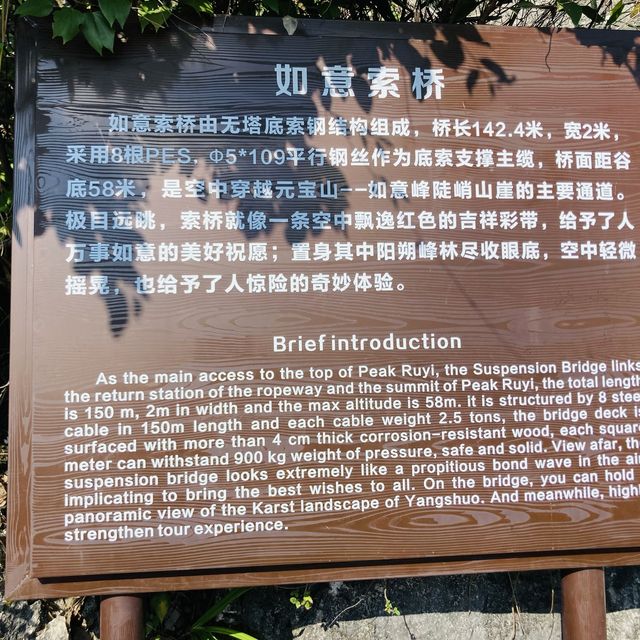 如意索桥
如意索桥由无塔底索钢结构组成，桥长142.4米，宽2米，
采用8根PES，Φ5*109平行钢丝作为底索支撑主缆，桥面距谷
底58米，是空中穿越元宝山--如意峰陡峭山崖的主要通道。
极目远眺，索桥就像一条空中飘逸红色的吉祥彩带，给予了人
万事如意的美好祝愿；置身其中阳朔峰林尽收眼底，空中轻微
摇晃，也给予了人惊险的奇妙体验。
Brief introduction
As the main access to the top of Peak Ruyi, the Suspension Bridge links
the return station of the ropeway and the summit of Peak Ruyi, the total length
is 150 m, 2m in width and the max altitude is 58m. it is structured by 8 stee
cable in 150m length and each cable weight 2.5 tons, the bridge deck i
surfaced with more than 4 cm thick corrosion-resistant wood, each squar
meter can withstand 900 kg weight of pressure, safe and solid. View afar, th
suspension bridge looks extremely like a propitious bond wave in the air
implicating to bring the best wishes to all. On the bridge, you can hold
panoramic view of the Karst landscape of Yangshuo. And meanwhile, highl
strengthen tour experience.